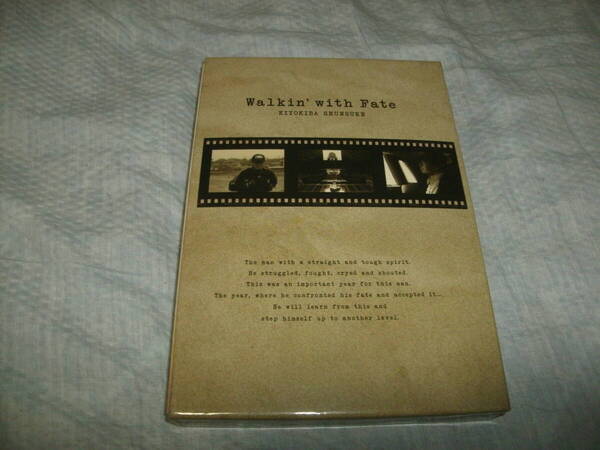 Walkin' with Fate
KIYOKIBA SHUNSUKE
The man with a straight and tough spirit.
He struggled, fought, cryed and shouted.
This was an important year for this man.
The year, where he confronted his fate and accepted it...
He will learn from this and
step himself up to another level.